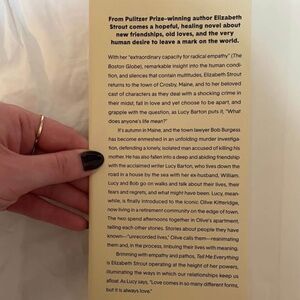 From Pulitzer Prize–winning author Elizabeth
Strout comes a hopeful, healing novel about
new friendships, old loves, and the very
human desire to leave a mark on the world.
With her "extraordinary capacity for radical empathy" (The
Boston Globe), remarkable insight into the human condi-
tion, and silences that contain multitudes, Elizabeth Strout
returns to the town of Crosby, Maine, and to her beloved
cast of characters as they deal with a shocking crime in
their midst, fall in love and yet choose to be apart, and
grapple with the question, as Lucy Barton puts it, "What
does anyone's life mean?"
It's autumn in Maine, and the town lawyer Bob Burgess
has become enmeshed in an unfolding murder investiga-
tion, defending a lonely, isolated man accused of killing his
mother. He has also fallen into a deep and abiding friendship
with the acclaimed writer Lucy Barton, who lives down the
road in a house by the sea with her ex-husband, William.
Lucy and Bob go on walks and talk about their lives, their
fears and regrets, and what might have been. Lucy, mean-
while, is finally introduced to the iconic Olive Kitteridge,
now living in a retirement community on the edge of town.
The two spend afternoons together in Olive's apartment,
telling each other stories. Stories about people they have
known—"unrecorded lives," Olive calls them—reanimating
them and, in the process, imbuing their lives with meaning.
Brimming with empathy and pathos, Tell Me Everything
is Elizabeth Strout operating at the height of her powers,
illuminating the ways in which our relationships keep us
afloat. As Lucy says, "Love comes in so many different forms,
but it is always love."